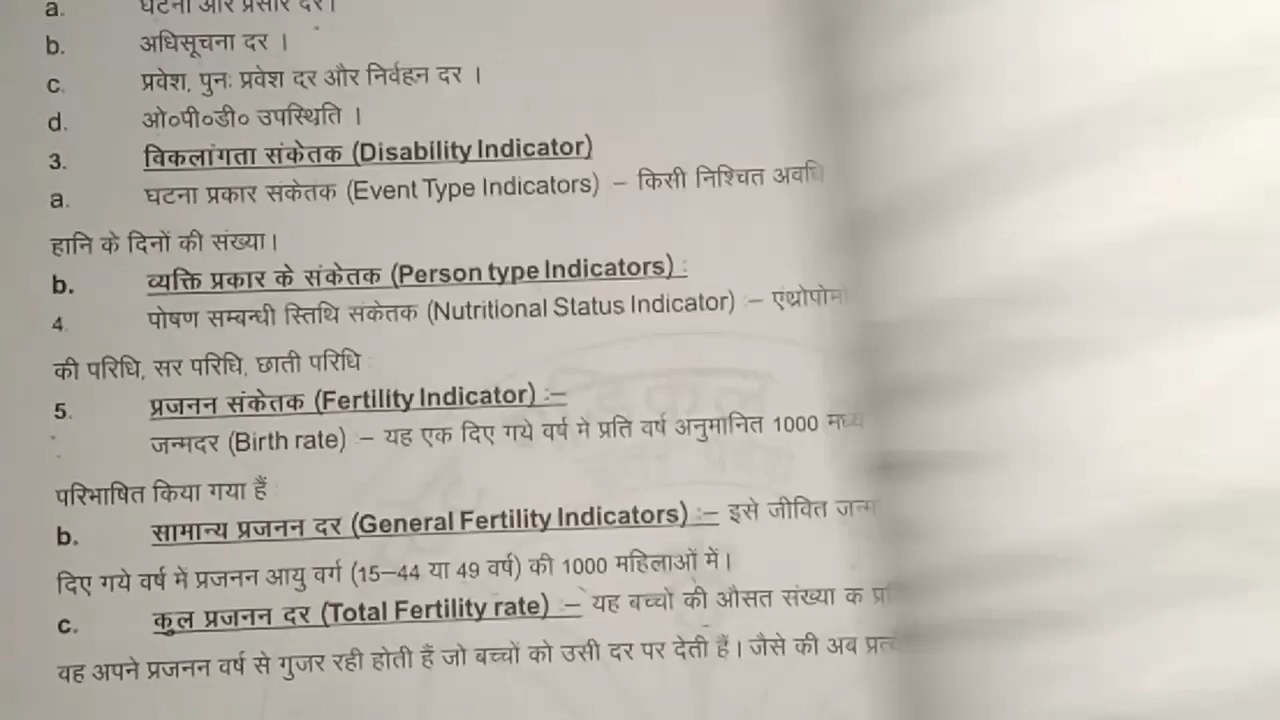 a. घटना और प्रसार दर।
b. अधिसूचना दर ।
c. प्रवेश, पुनः प्रवेश दर और निर्वहन दर ।
d. ओ०पी०डी० उपस्थिति ।
3. विकलांगता संकेतक (Disability Indicator)
a. घटना प्रकार संकेतक (Event Type Indicators) – किसी निश्चित अवधि
हानि के दिनों की संख्या।
b. व्यक्ति प्रकार के संकेतक (Person type Indicators) :
4. पोषण सम्बन्धी स्तिथि संकेतक (Nutritional Status Indicator) :–
की परिधि, सर परिधि, छाती परिधि
5. प्रजनन संकेतक (Fertility Indicator) :–
जन्मदर (Birth rate) :– यह एक दिए गये वर्ष में प्रति वर्ष अनुमानित 1000
परिभाषित किया गया हैं
b. सामान्य प्रजनन दर (General Fertility Indicators) :– इसे जीवित
दिए गये वर्ष में प्रजनन आयु वर्ग (15–44 या 49 वर्ष) की 1000 महिलाओं में।
c. कुल प्रजनन दर (Total Fertility rate) :– यह बच्चों की औसत संख्या क
वह अपने प्रजनन वर्ष से गुजर रही होती हैं जो बच्चों को उसी दर पर देती हैं। जैसे की अब